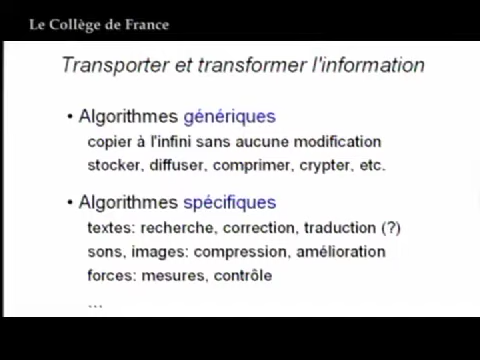 Le Collège de France
Transporter et transformer l'information
• Algorithmes génériques
copier à l'infini sans aucune modification
stocker, diffuser, comprimer, crypter, etc.
• Algorithmes spécifiques
textes: recherche, correction, traduction (?)
sons, images: compression, amélioration
forces: mesures, contrôle
...